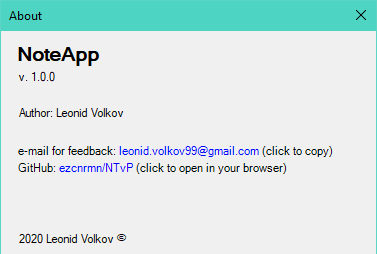 About
NoteApp
v. 1.0.0
Author: Leonid Volkov
e-mail for feedback: leonid.volkov99@gmail.com (click to copy)
GitHub: ezcnrmn/NTvP (click to open in your browser)
2020 Leonid Volkov ©